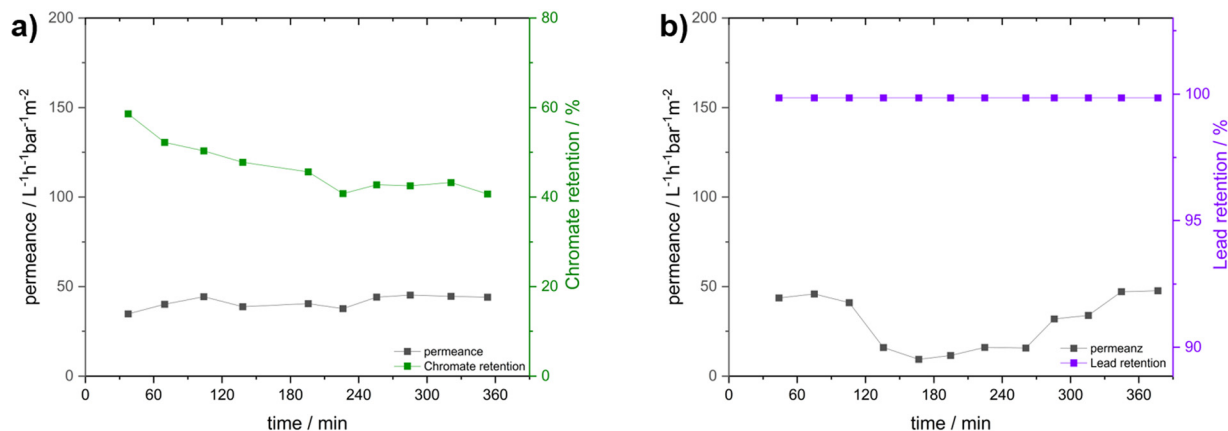 a)
200
150
100
50
0
permeance / L⁻¹h⁻¹bar⁻¹m⁻²
80
60
40
20
0
Chromate retention / %
permeance
Chromate retention
0 60 120 180 240 300 360
time / min
b)
200
150
100
50
0
permeance / L⁻¹h⁻¹bar⁻¹m⁻²
100
95
90
Lead retention / %
permeanz
Lead retention
0 60 120 180 240 300 360
time / min